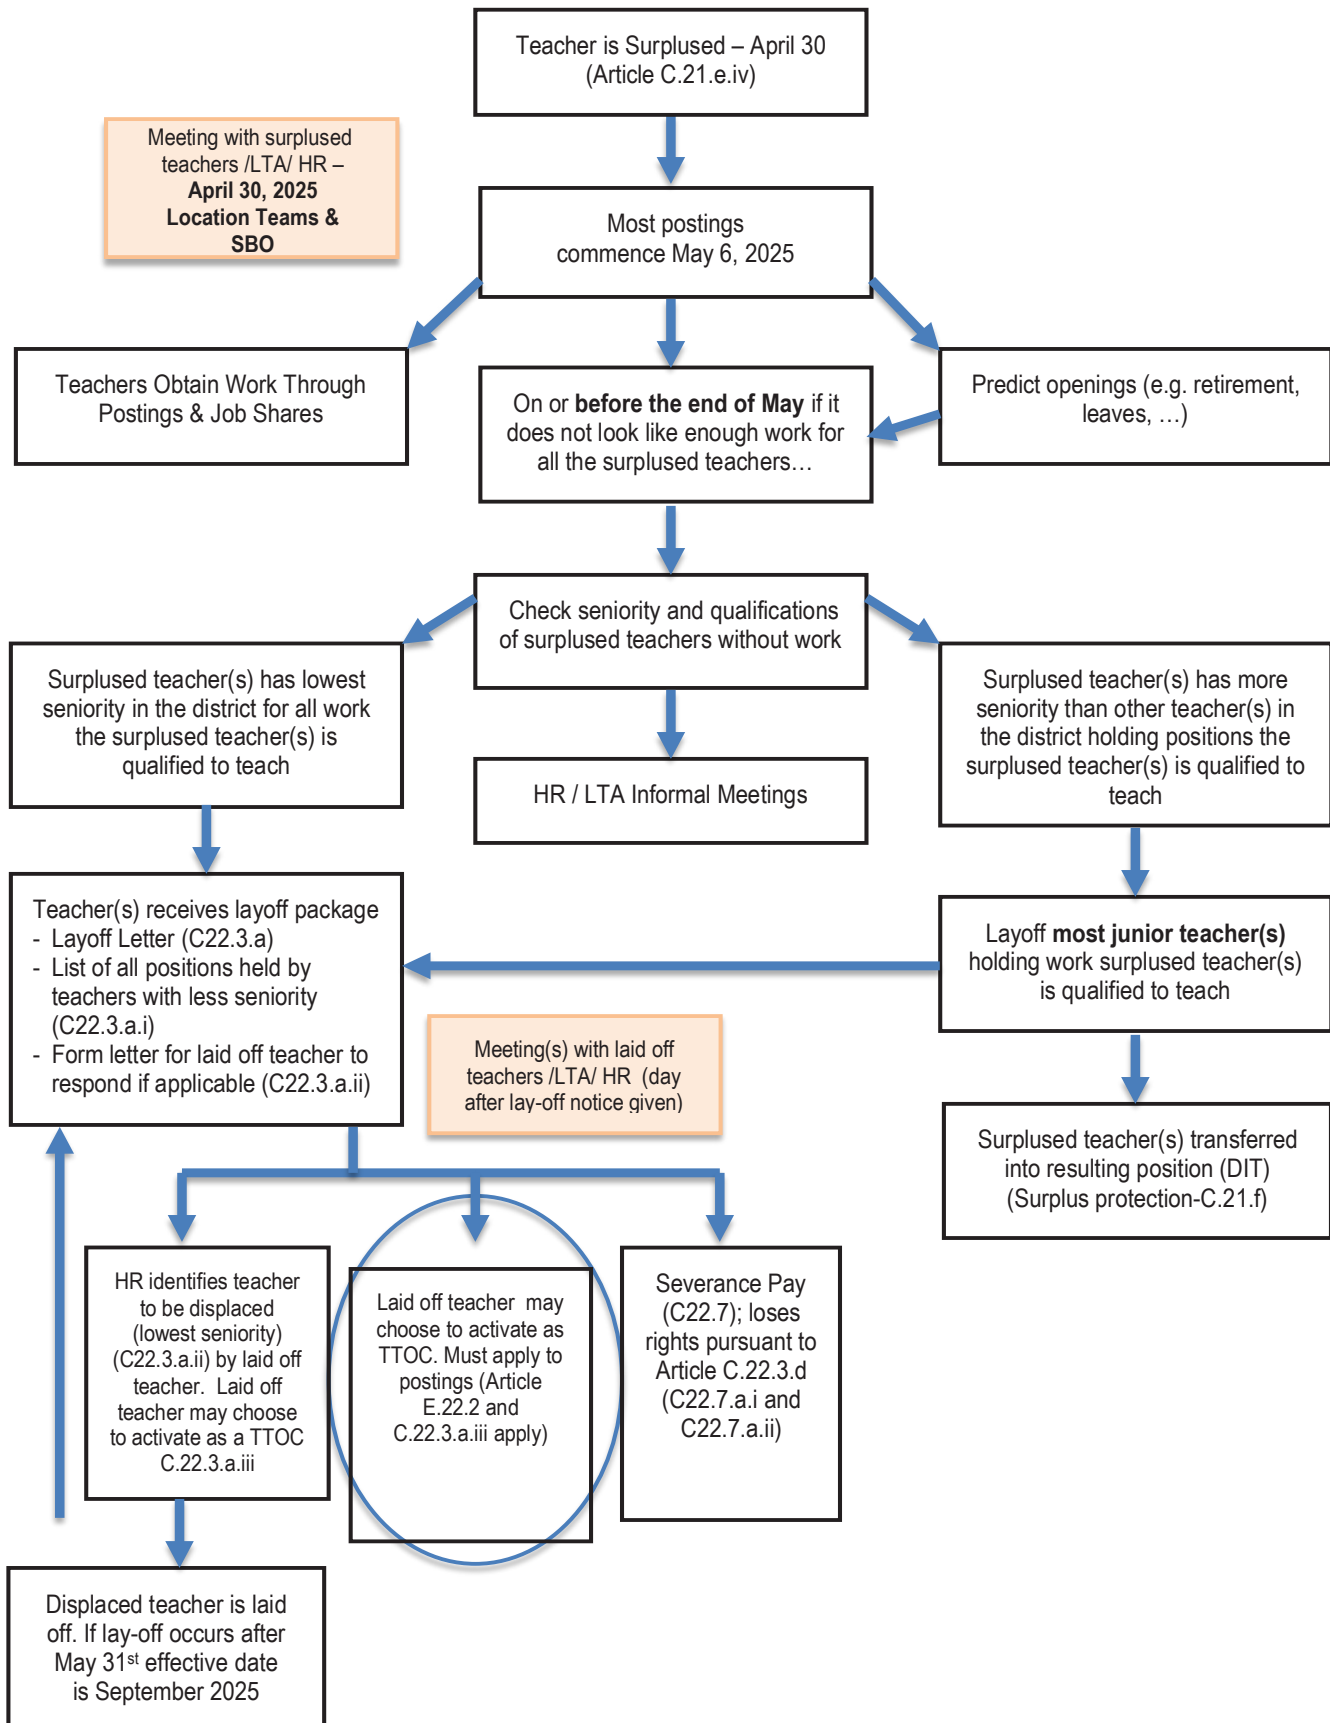 Teacher is Surplused – April 30
(Article C.21.e.iv)
Meeting with surplused
teachers /LTA/ HR –
April 30, 2025
Location Teams &
SBO
Most postings
commence May 6, 2025
Teachers Obtain Work Through
Postings & Job Shares
On or before the end of May if it
does not look like enough work for
all the surplused teachers…
Predict openings (e.g. retirement,
leaves, …)
Check seniority and qualifications
of surplused teachers without work
Surplused teacher(s) has lowest
seniority in the district for all work
the surplused teacher(s) is
qualified to teach
HR / LTA Informal Meetings
Surplused teacher(s) has more
seniority than other teacher(s) in
the district holding positions the
surplused teacher(s) is qualified to
teach
Teacher(s) receives layoff package
- Layoff Letter (C22.3.a)
- List of all positions held by
teachers with less seniority
(C22.3.a.i)
- Form letter for laid off teacher to
respond if applicable (C22.3.a.ii)
Layoff most junior teacher(s)
holding work surplused teacher(s)
is qualified to teach
Meeting(s) with laid off
teachers /LTA/ HR (day
after lay-off notice given)
Surplused teacher(s) transferred
into resulting position (DIT)
(Surplus protection-C.21.f)
HR identifies teacher
to be displaced
(lowest seniority)
(C22.3.a.ii) by laid off
teacher. Laid off
teacher may choose
to activate as a TTOC
C.22.3.a.iii
Laid off teacher may
choose to activate as
TTOC. Must apply to
postings (Article
E.22.2 and
C.22.3.a.iii apply)
Severance Pay
(C22.7); loses
rights pursuant to
Article C.22.3.d
(C22.7.a.i and
C22.7.a.ii)
Displaced teacher is laid
off. If lay-off occurs after
May 31st effective date
is September 2025